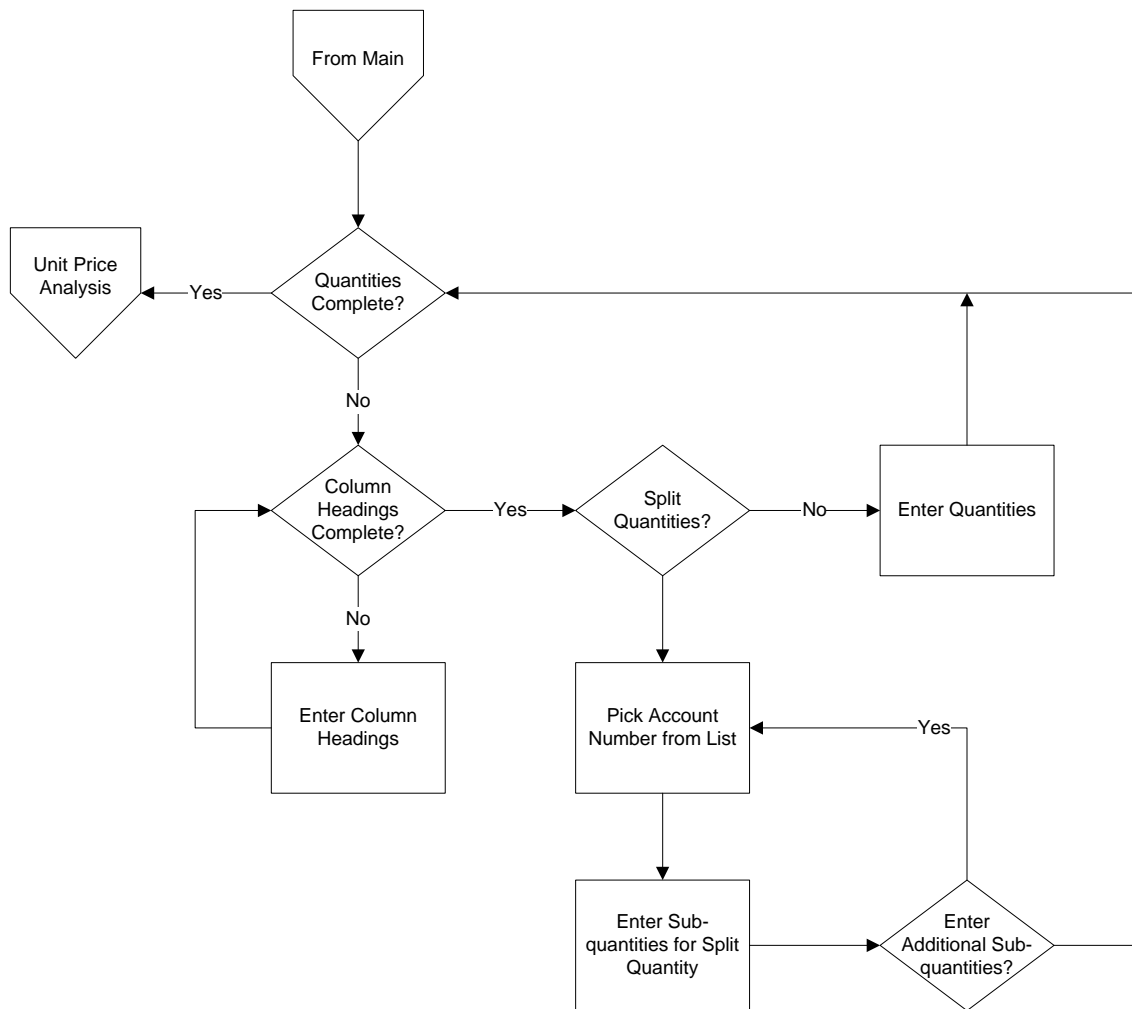 From Main
Unit Price
Analysis
Yes
Quantities
Complete?
No
Column
Headings
Complete?
Yes
Split
Quantities?
No
Enter Quantities
No
Enter Column
Headings
Pick Account
Number from List
Yes
Enter Sub-
quantities for Split
Quantity
Enter
Additional Sub-
quantities?